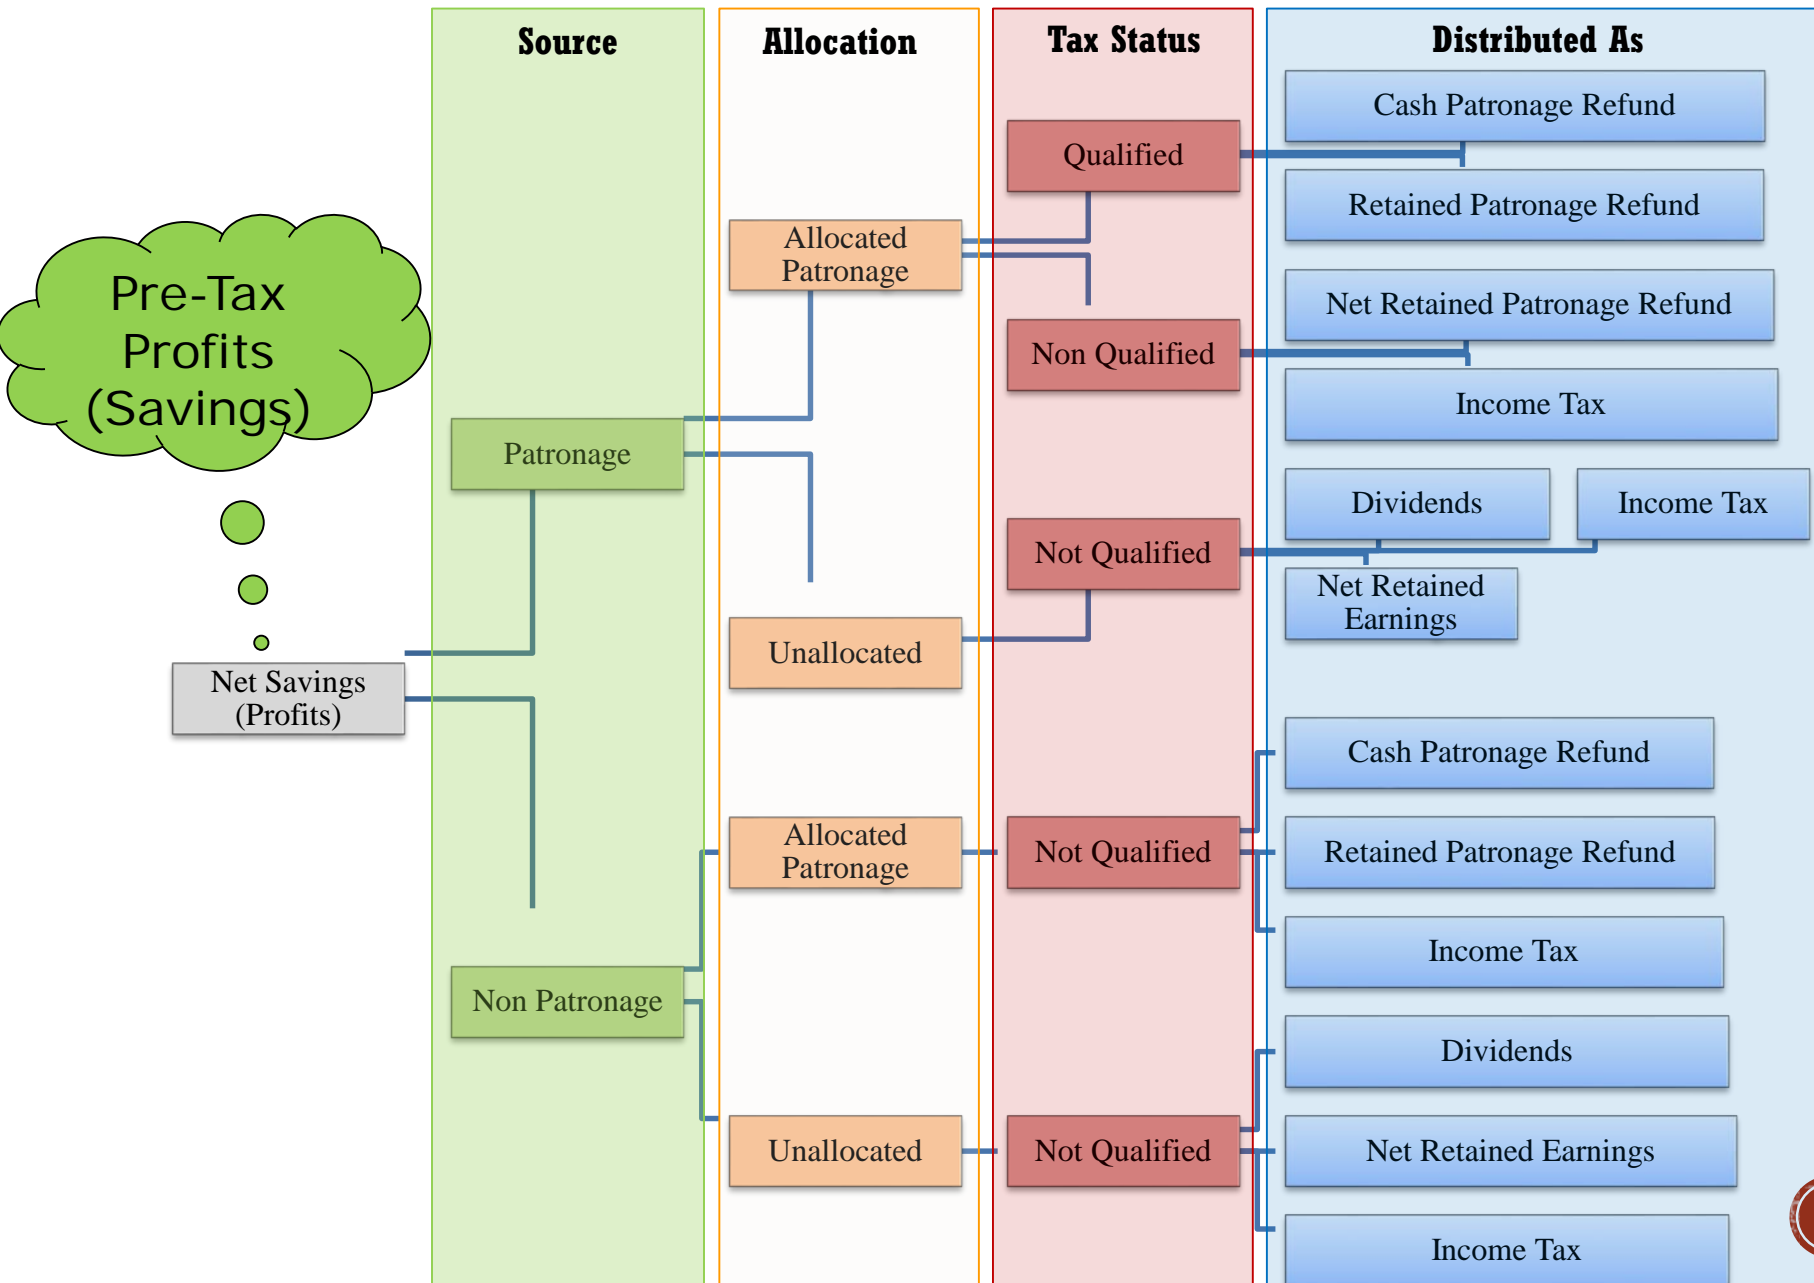 Source
Allocation
Tax Status
Distributed As
Pre-Tax
Profits
(Savings)
Net Savings
(Profits)
Patronage
Non Patronage
Allocated
Patronage
Unallocated
Allocated
Patronage
Unallocated
Qualified
Non Qualified
Not Qualified
Not Qualified
Not Qualified
Cash Patronage Refund
Retained Patronage Refund
Net Retained Patronage Refund
Income Tax
Dividends
Income Tax
Net Retained
Earnings
Cash Patronage Refund
Retained Patronage Refund
Income Tax
Dividends
Net Retained Earnings
Income Tax